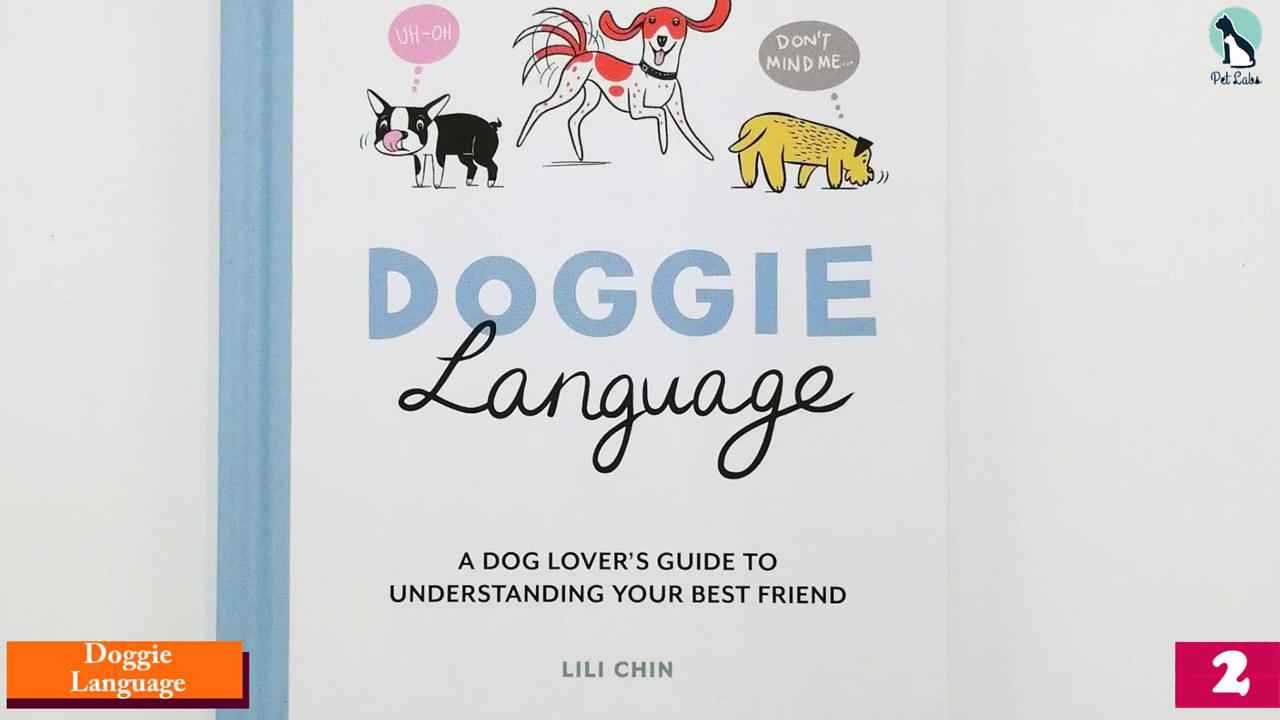 UH-OH
DON'T
MIND ME...
Pet Labs
DOGGIE
Language
A DOG LOVER'S GUIDE TO
UNDERSTANDING YOUR BEST FRIEND
LILI CHIN
Doggie
Language
2